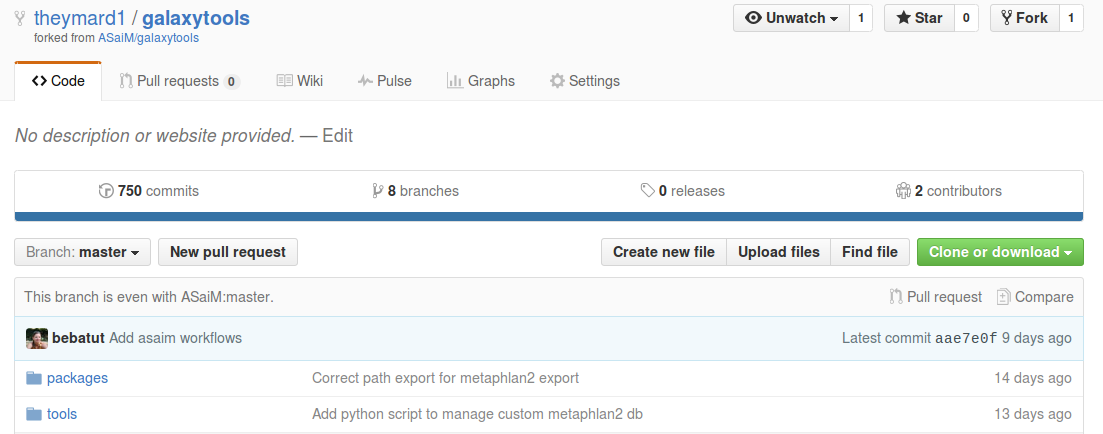 theymard1 / galaxytools
Unwatch 1 Star 0 Fork 1
forked from ASaiM/galaxytools
Code Pull requests 0 Wiki Pulse Graphs Settings
No description or website provided. — Edit
750 commits 8 branches 0 releases 2 contributors
Branch: master New pull request Create new file Upload files Find file Clone or download
This branch is even with ASaiM:master. Pull request Compare
bebatut Add asaim workflows Latest commit aae7e0f 9 days ago
packages Correct path export for metaphlan2 export 14 days ago
tools Add python script to manage custom metaphlan2 db 13 days ago